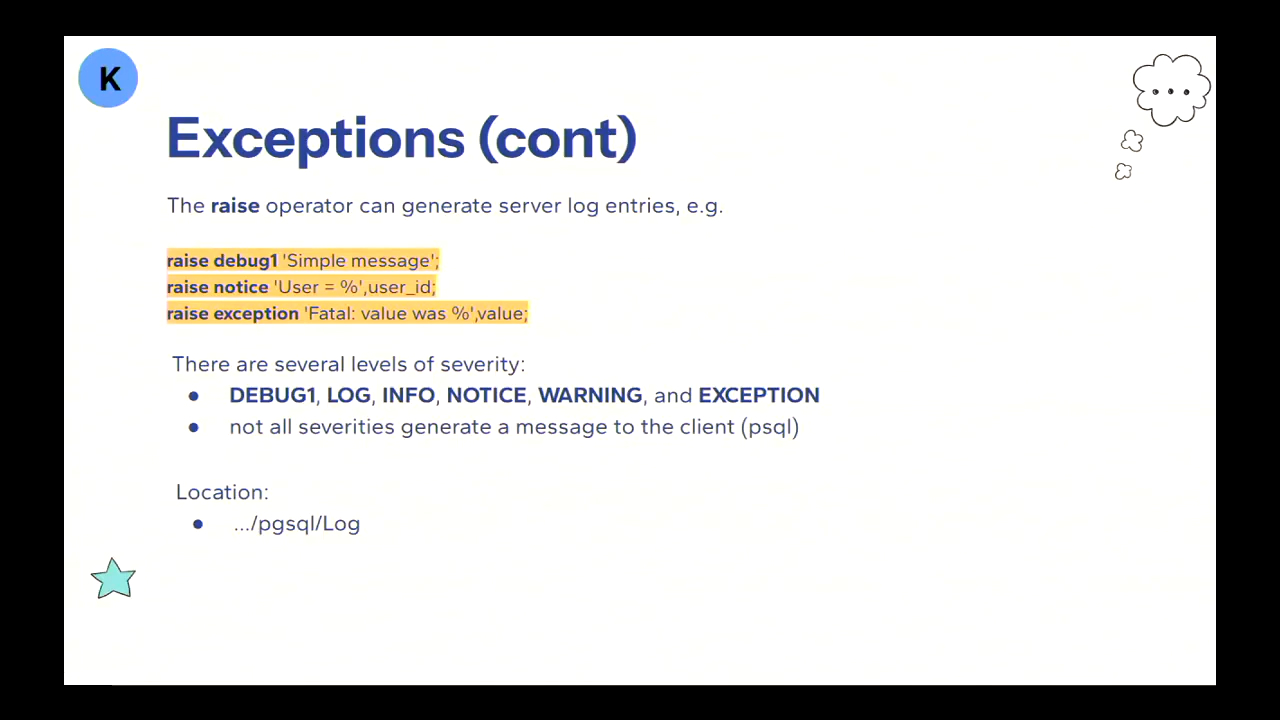 K
Exceptions (cont)
The raise operator can generate server log entries, e.g.
raise debug1 'Simple message';
raise notice 'User = %',user_id;
raise exception 'Fatal: value was %',value;
There are several levels of severity:
● DEBUG1, LOG, INFO, NOTICE, WARNING, and EXCEPTION
● not all severities generate a message to the client (psql)
Location:
● .../pgsql/Log